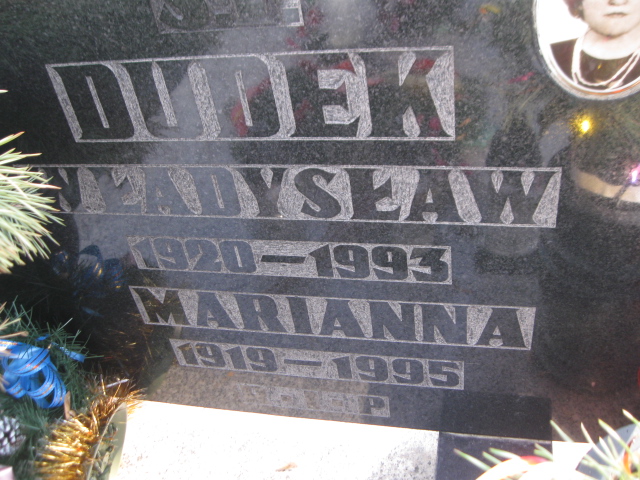 Ś.P.
DUDEK
WŁADYSŁAW
1920—1993
MARIANNA
1919—1995